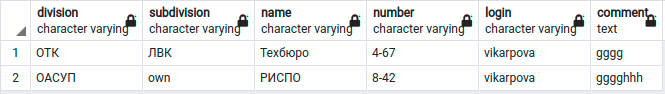 division subdivision name number login comment
character varying character varying character varying character varying character varying text
1 ОТК ЛВК Техбюро 4-67 vikarpova gggg
2 ОАСУП own РИСПО 8-42 vikarpova gggghhh